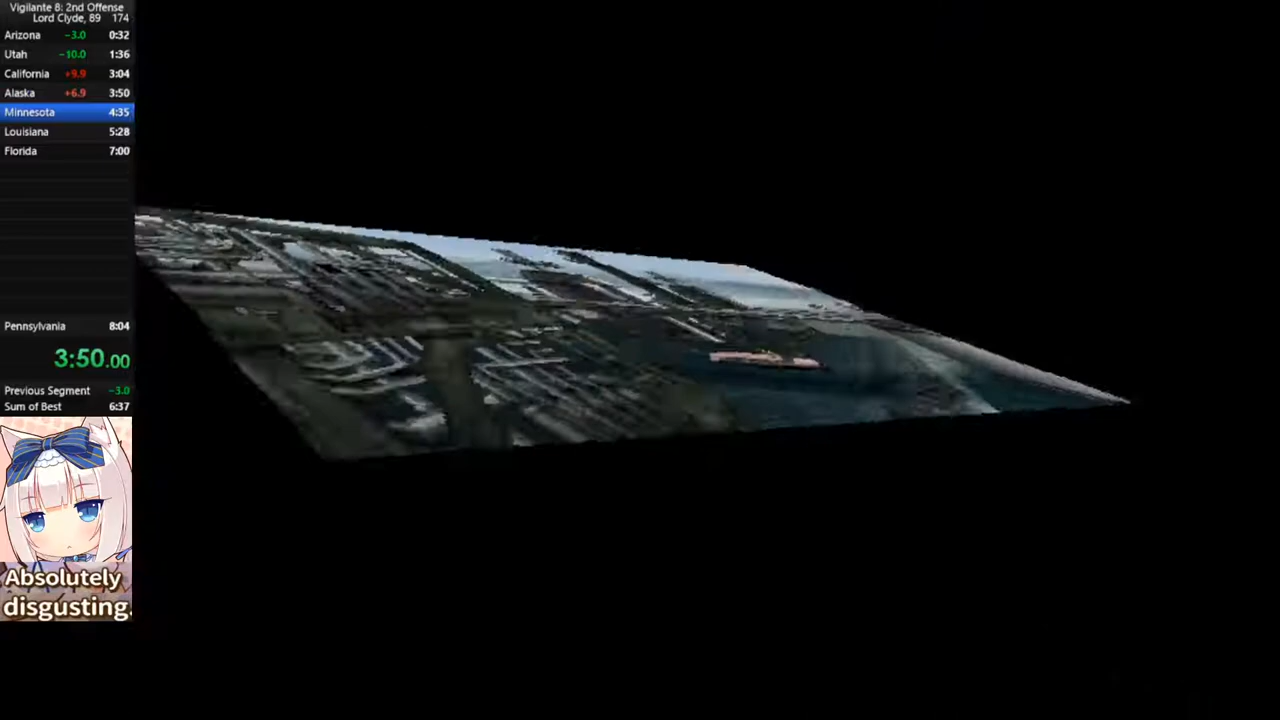 Vigilante 8: 2nd Offense
Lord Clyde, 89 174
Arizona -3.0 0:32
Utah -10.0 1:36
California +9.9 3:04
Alaska +6.9 3:50
Minnesota 4:35
Louisiana 5:28
Florida 7:00
Pennsylvania 8:04
3:50.00
Previous Segment -3.0
Sum of Best 6:37
Absolutely
disgusting.